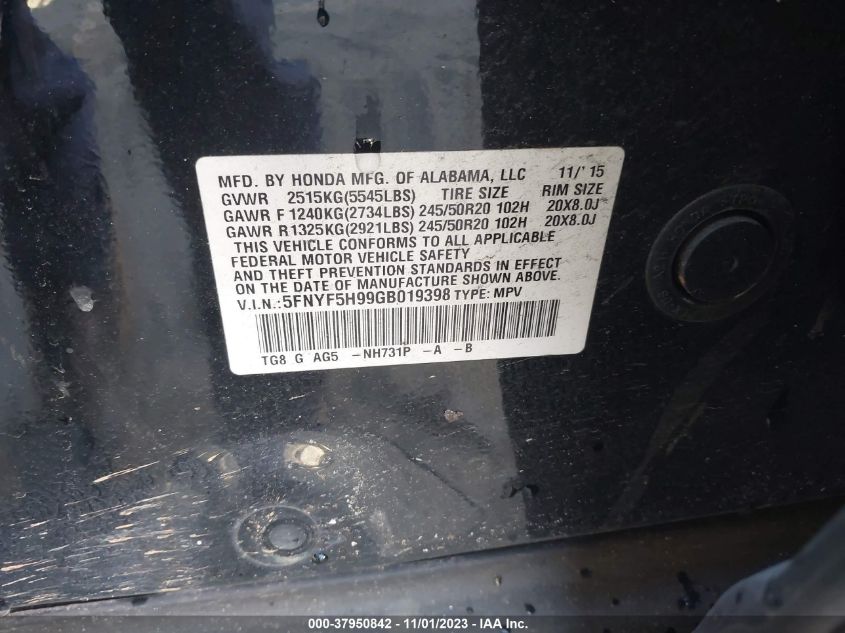 MFD. BY HONDA MFG. OF ALABAMA, LLC 11/'15
GVWR 2515KG(5545LBS) TIRE SIZE RIM SIZE
GAWR F 1240KG(2734LBS) 245/50R20 102H 20X8.0J
GAWR R 1325KG(2921LBS) 245/50R20 102H 20X8.0J
THIS VEHICLE CONFORMS TO ALL APPLICABLE
FEDERAL MOTOR VEHICLE SAFETY
AND THEFT PREVENTION STANDARDS IN EFFECT
ON THE DATE OF MANUFACTURE SHOWN ABOVE.
V.I.N.: 5FNYF5H99GB019398 TYPE: MPV
TG8 G AG5 -NH731P -A -B
000-37950842 - 11/01/2023 - IAA Inc.